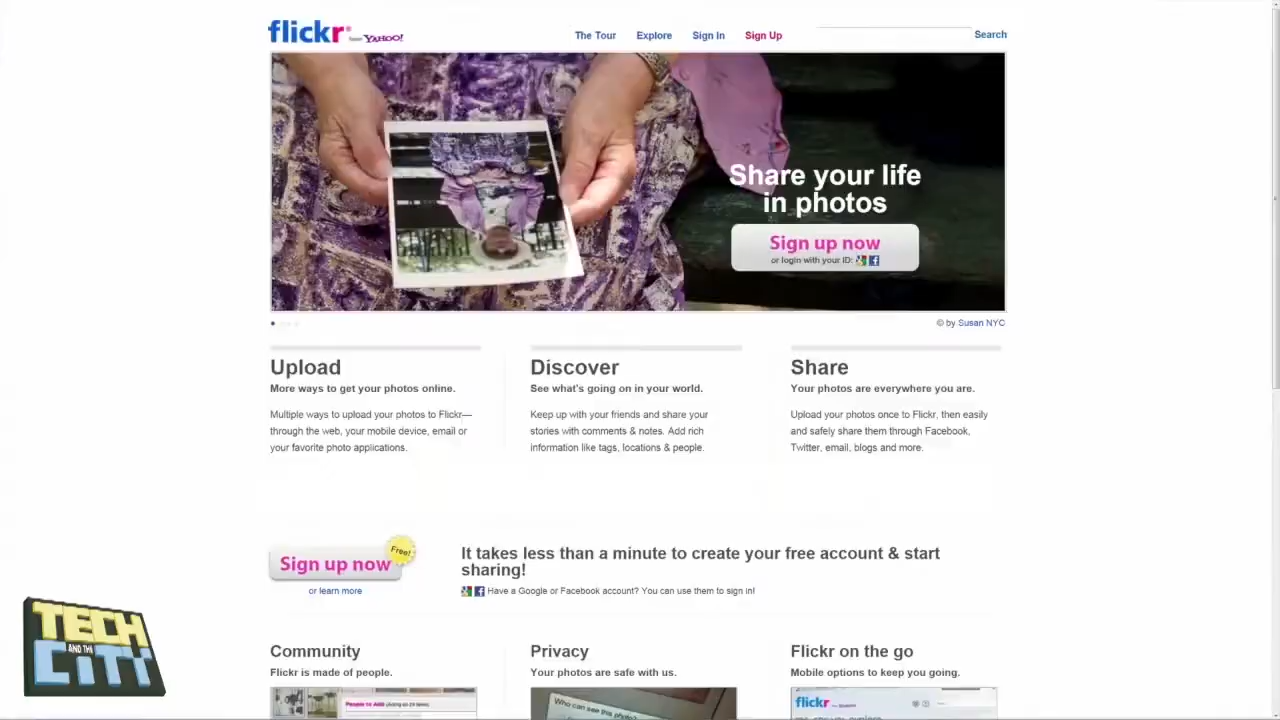 flickr from YAHOO!
The Tour Explore Sign In Sign Up Search
Share your life
in photos
Sign up now
or login with your ID:
© by Susan NYC
Upload
More ways to get your photos online.
Multiple ways to upload your photos to Flickr—
through the web, your mobile device, email or
your favorite photo applications.
Discover
See what's going on in your world.
Keep up with your friends and share your
stories with comments & notes. Add rich
information like tags, locations & people.
Share
Your photos are everywhere you are.
Upload your photos once to Flickr, then easily
and safely share them through Facebook,
Twitter, email, blogs and more.
Sign up now
Free!
or learn more
It takes less than a minute to create your free account & start
sharing!
Have a Google or Facebook account? You can use them to sign in!
Community
Flickr is made of people.
Privacy
Your photos are safe with us.
Who can see this photo?
Flickr on the go
Mobile options to keep you going.
flickr
TECH
AND THE
CITY